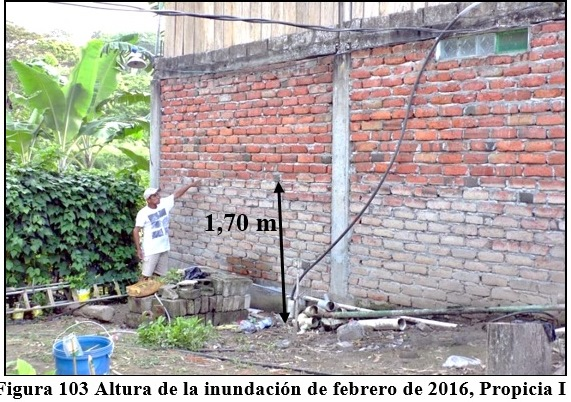 1,70 m
Figura 103 Altura de la inundación de febrero de 2016, Propicia I